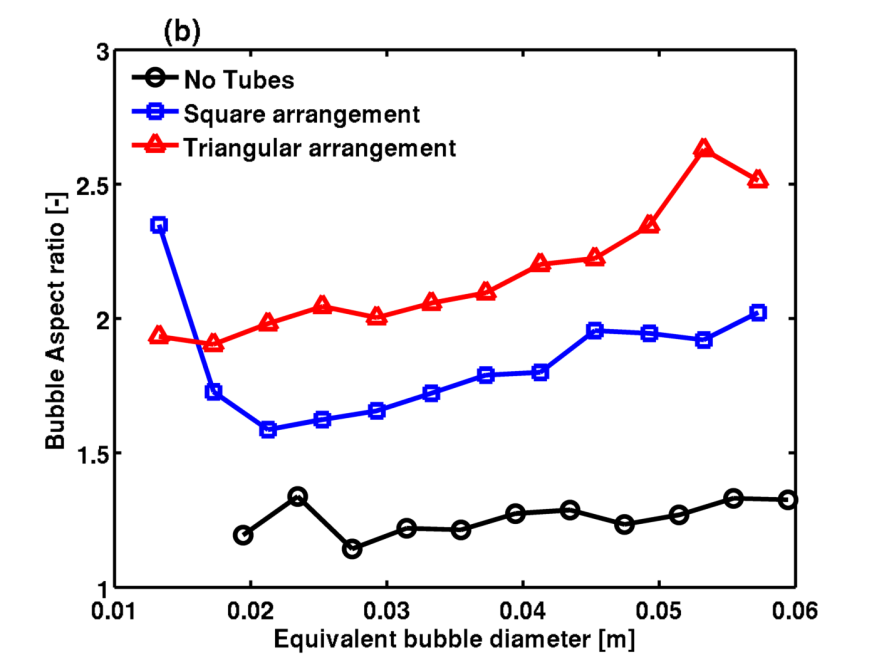 (b)
3
2.5
2
1.5
1
No Tubes
Square arrangement
Triangular arrangement
Bubble Aspect ratio [-]
0.01 0.02 0.03 0.04 0.05 0.06
Equivalent bubble diameter [m]